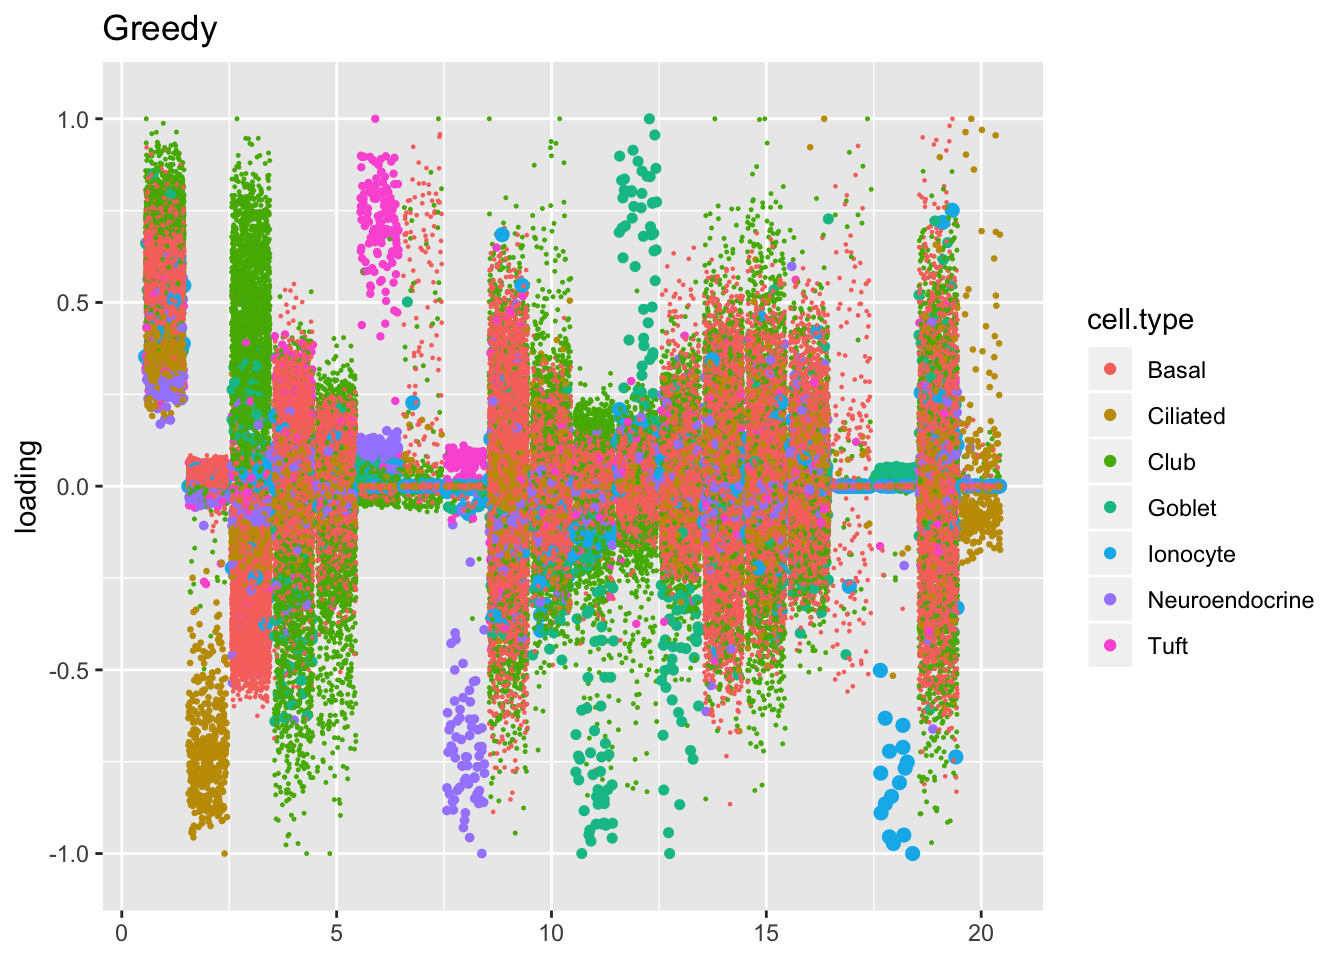 Greedy
1.0
0.5
0.0
-0.5
-1.0
loading
0
5
10
15
20
cell.type
Basal
Ciliated
Club
Goblet
Ionocyte
Neuroendocrine
Tuft